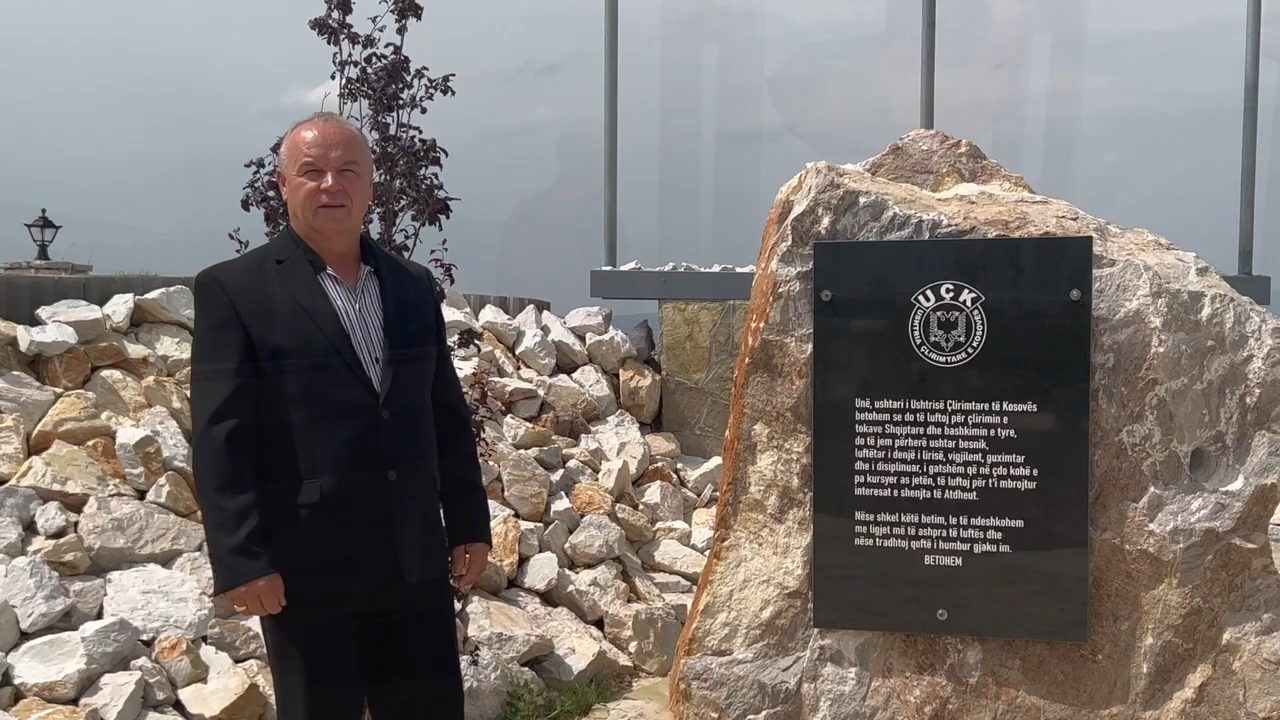 UÇK
USHTRIA ÇLIRIMTARE E KOSOVËS
Unë, ushtari i Ushtrisë Çlirimtare të Kosovës
betohem se do të luftoj për çlirimin e
tokave Shqiptare dhe bashkimin e tyre,
do të jem përherë ushtar besnik,
luftëtar i denjë i lirisë, vigjilent, guximtar
dhe i disiplinuar, i gatshëm që në çdo kohë e
pa kursyer as jetën, të luftoj për t'i mbrojtur
interesat e shenjta të Atdheut.
Nëse shkel këtë betim, le të ndëshkohem
me ligjet më të ashpra të luftës dhe
nëse tradhtoj qoftë i humbur gjaku im.
BETOHEM